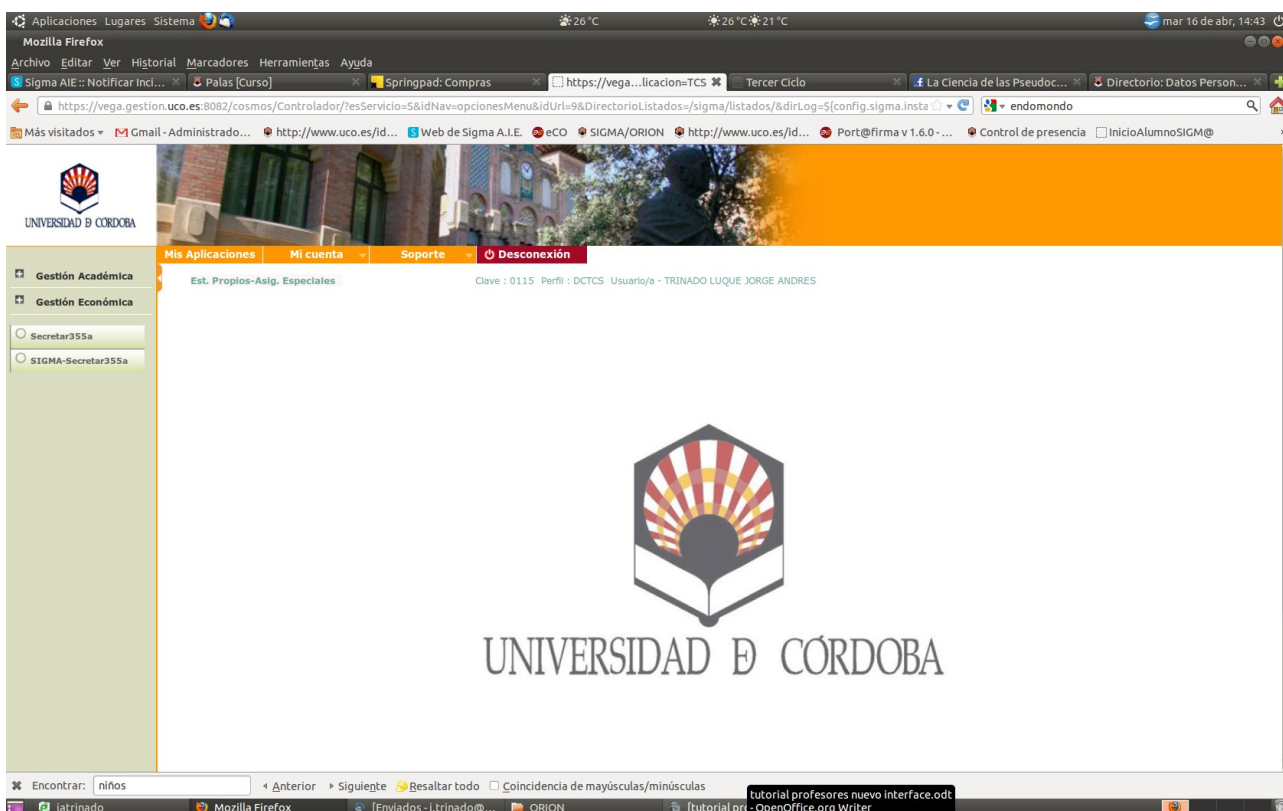 Aplicaciones Lugares Sistema 26 °C 26 °C 21 °C mar 16 de abr, 14:43
Mozilla Firefox
Archivo Editar Ver Historial Marcadores Herramientas Ayuda
Sigma AIE :: Notificar Inci... Palas [Curso] Springpad: Compras https://vega...licacion=TCS Tercer Ciclo La Ciencia de las Pseudoc... Directorio: Datos Person...
https://vega.gestion.uco.es:8082/cosmos/Controlador/?esServicio=S&idNav=opcionesMenu&idUrl=9&DirectorioListados=/sigma/listados/&dirLog=${config.sigma.insta endomondo
Más visitados Gmail - Administrado... http://www.uco.es/id... Web de Sigma A.I.E. eCO SIGMA/ORION http://www.uco.es/id... Port@firma v 1.6.0 - ... Control de presencia InicioAlumnoSIGM@
UNIVERSIDAD Ð CÓRDOBA
Mis Aplicaciones Mi cuenta Soporte Desconexión
Gestión Académica
Gestión Económica
Secretar355a
SIGMA-Secretar355a
Est. Propios-Asig. Especiales Clave : 0115 Perfil : DCTCS Usuario/a - TRINADO LUQUE JORGE ANDRES
UNIVERSIDAD Ð CÓRDOBA
Encontrar: niños Anterior Siguiente Resaltar todo Coincidencia de mayúsculas/minúsculas
tutorial profesores nuevo interface.odt
- OpenOffice.org Writer
jatrinado Mozilla Firefox [Enviados - j.trinado@... ORION [tutorial pro